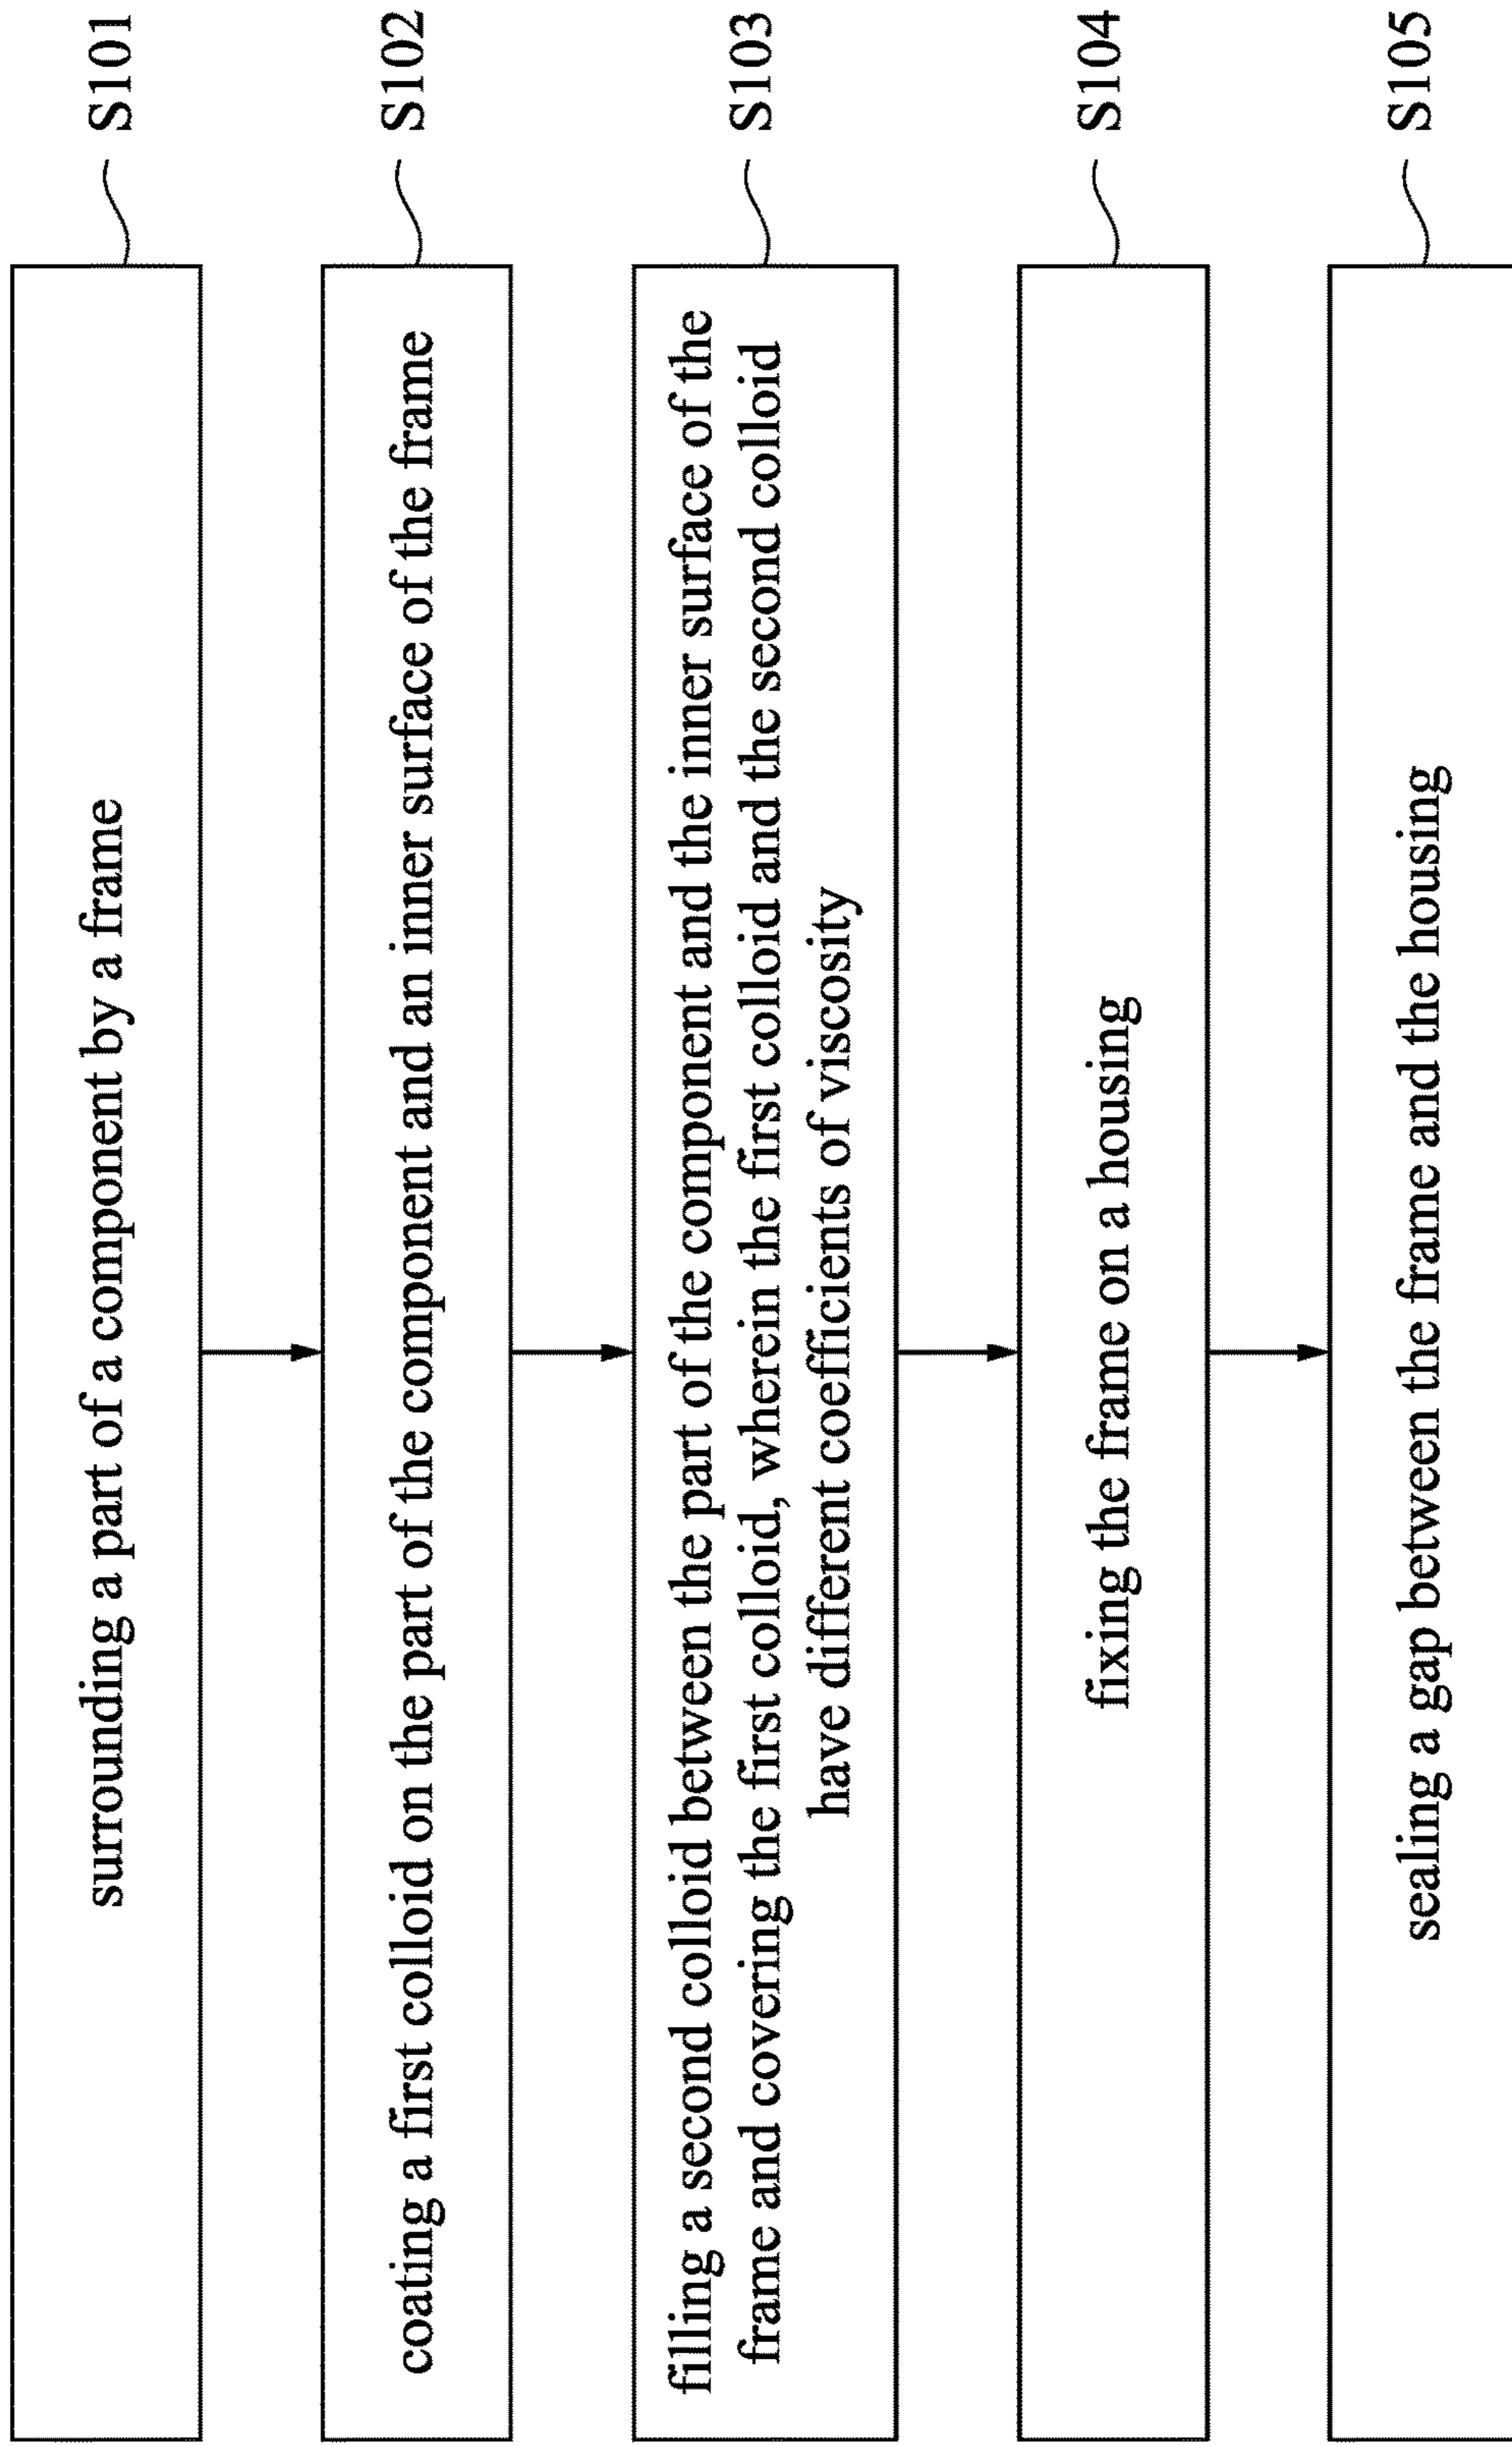 surrounding a part of a component by a frame
S101
coating a first colloid on the part of the component and an inner surface of the frame
S102
filling a second colloid between the part of the component and the inner surface of the
frame and covering the first colloid, wherein the first colloid and the second colloid
have different coefficients of viscosity
S103
fixing the frame on a housing
S104
sealing a gap between the frame and the housing
S105